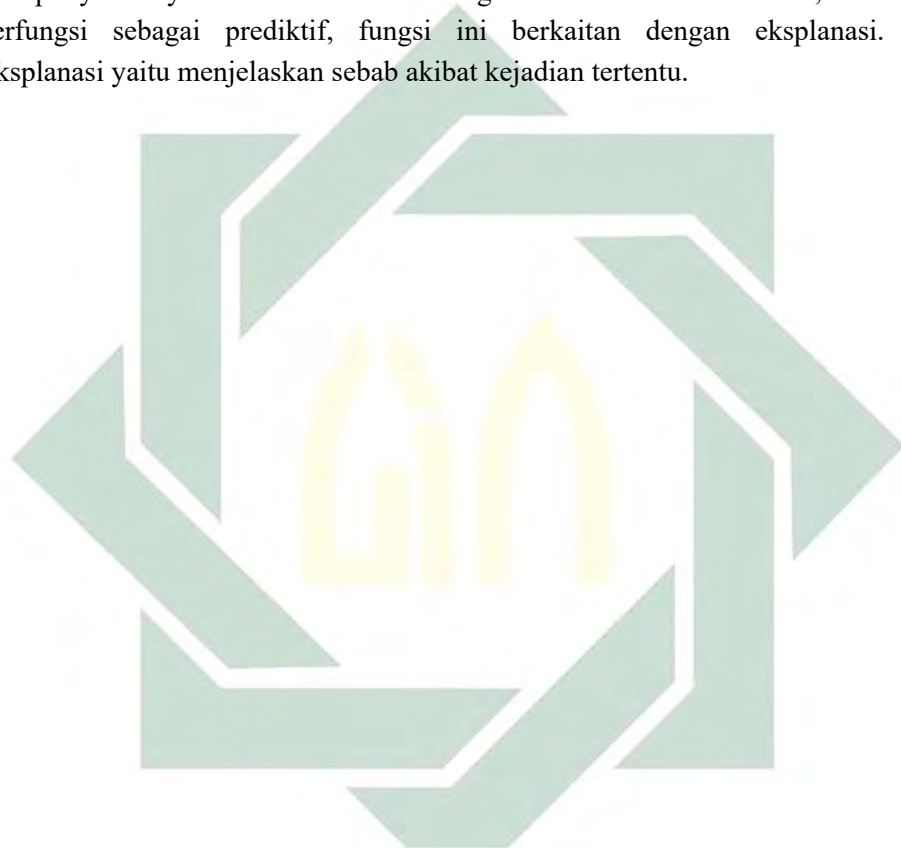 erfungsi sebagai prediktif, fungsi ini berkaitan dengan eksplanasi.
ksplanasi yaitu menjelaskan sebab akibat kejadian tertentu.